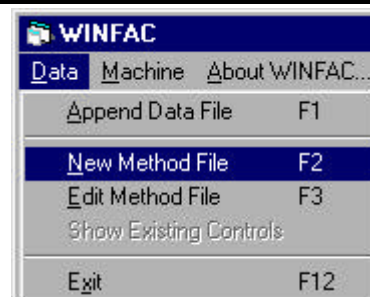 WINFAC
Data Machine About WINFAC...
Append Data File F1
New Method File F2
Edit Method File F3
Show Existing Controls
Exit F12